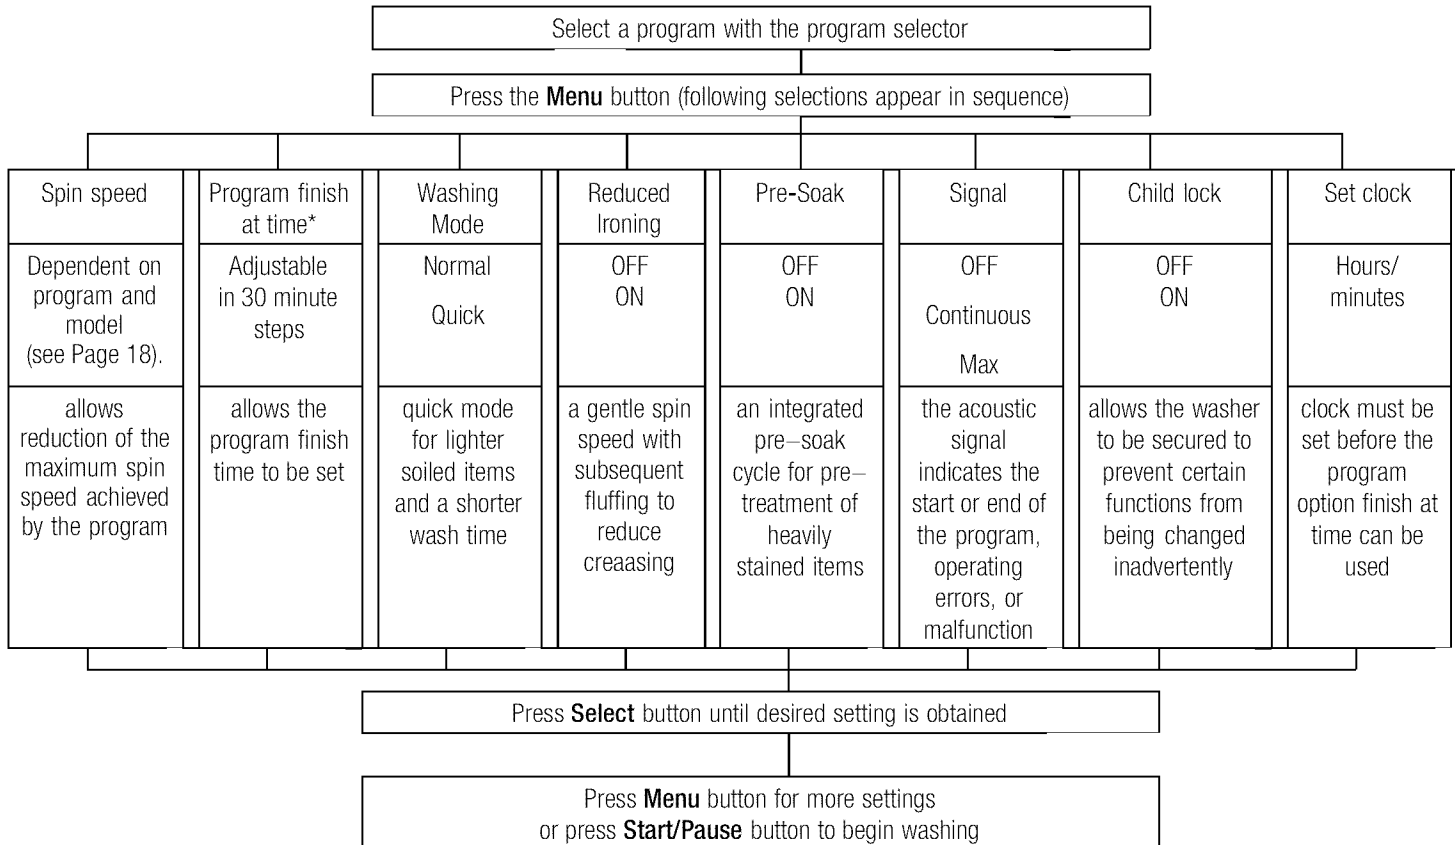 Select a program with the program selector
Press the Menu button (following selections appear in sequence)
Spin speed
Dependent on
program and
model
(see Page 18).
allows
reduction of the
maximum spin
speed achieved
by the program
Program finish
at time*
Adjustable
in 30 minute
steps
allows the
program finish
time to be set
Washing
Mode
Normal
Quick
quick mode
for lighter
soiled items
and a shorter
wash time
Reduced
Ironing
OFF
ON
a gentle spin
speed with
subsequent
fluffing to
reduce
creaasing
Pre-Soak
OFF
ON
an integrated
pre–soak
cycle for pre–
treatment of
heavily
stained items
Signal
OFF
Continuous
Max
the acoustic
signal
indicates the
start or end of
the program,
operating
errors, or
malfunction
Child lock
OFF
ON
allows the washer
to be secured to
prevent certain
functions from
being changed
inadvertently
Set clock
Hours/
minutes
clock must be
set before the
program
option finish at
time can be
used
Press Select button until desired setting is obtained
Press Menu button for more settings
or press Start/Pause button to begin washing